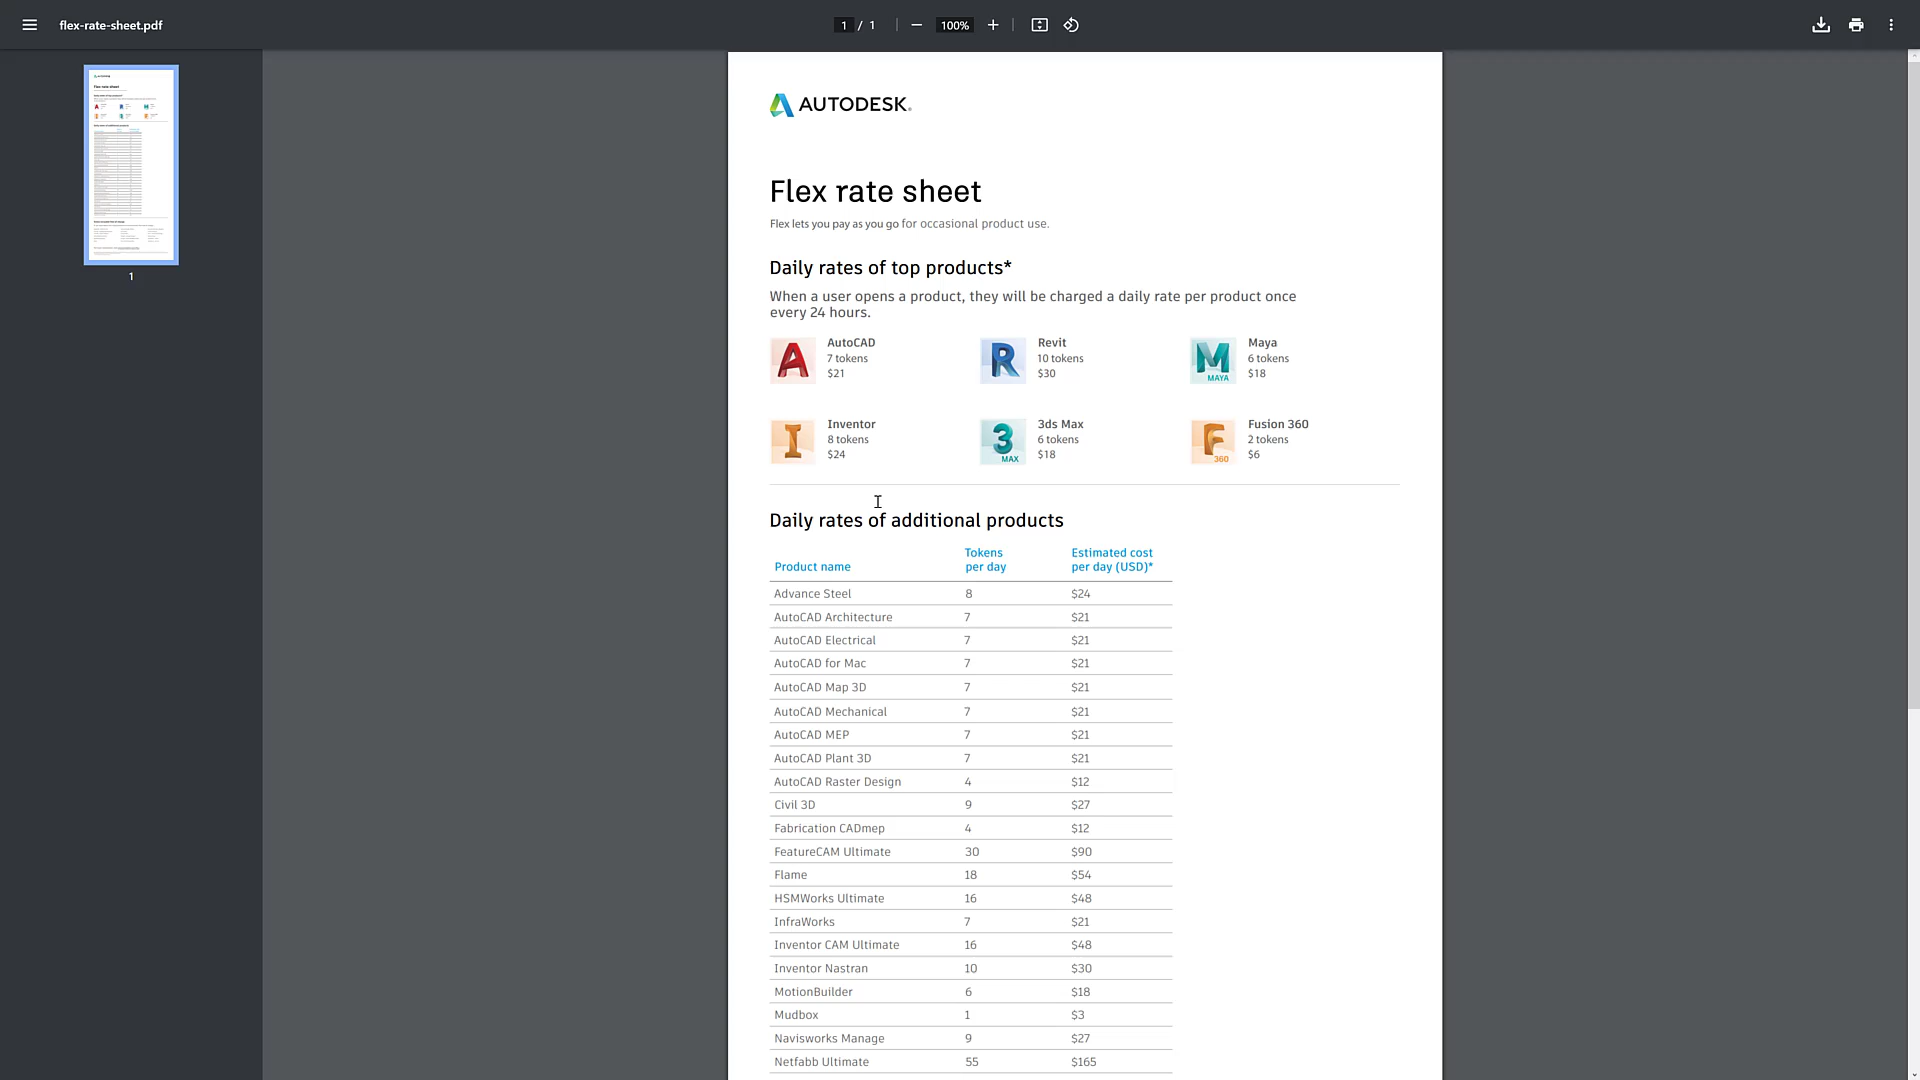 flex-rate-sheet.pdf
1 / 1
100%
1
AUTODESK
Flex rate sheet
Flex lets you pay as you go for occasional product use.
Daily rates of top products*
When a user opens a product, they will be charged a daily rate per product once
every 24 hours.
AutoCAD
7 tokens
$21
Revit
10 tokens
$30
MAYA
Maya
6 tokens
$18
Inventor
8 tokens
$24
MAX
3ds Max
6 tokens
$18
360
Fusion 360
2 tokens
$6
Daily rates of additional products
Product name Tokens per day Estimated cost per day (USD)*
Advance Steel 8 $24
AutoCAD Architecture 7 $21
AutoCAD Electrical 7 $21
AutoCAD for Mac 7 $21
AutoCAD Map 3D 7 $21
AutoCAD Mechanical 7 $21
AutoCAD MEP 7 $21
AutoCAD Plant 3D 7 $21
AutoCAD Raster Design 4 $12
Civil 3D 9 $27
Fabrication CADmep 4 $12
FeatureCAM Ultimate 30 $90
Flame 18 $54
HSMWorks Ultimate 16 $48
InfraWorks 7 $21
Inventor CAM Ultimate 16 $48
Inventor Nastran 10 $30
MotionBuilder 6 $18
Mudbox 1 $3
Navisworks Manage 9 $27
Netfabb Ultimate 55 $165